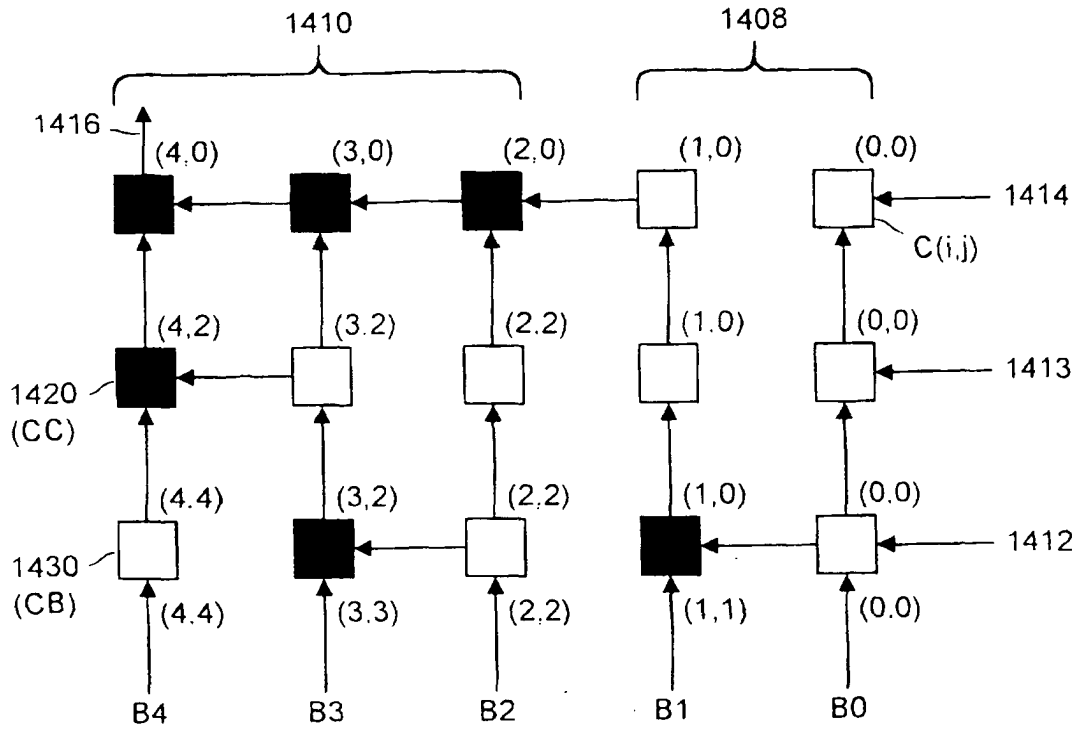 1410 1408
1416
(4,0) (3,0) (2,0) (1,0) (0,0)
1414
C(i,j)
(4,2) (3.2) (2,2) (1.0) (0,0)
1413
1420
(CC)
(4.4) (3,2) (2,2) (1,0) (0,0)
1430 1412
(CB)
(4.4) (3,3) (2,2) (1,1) (0,0)
B4 B3 B2 B1 B0